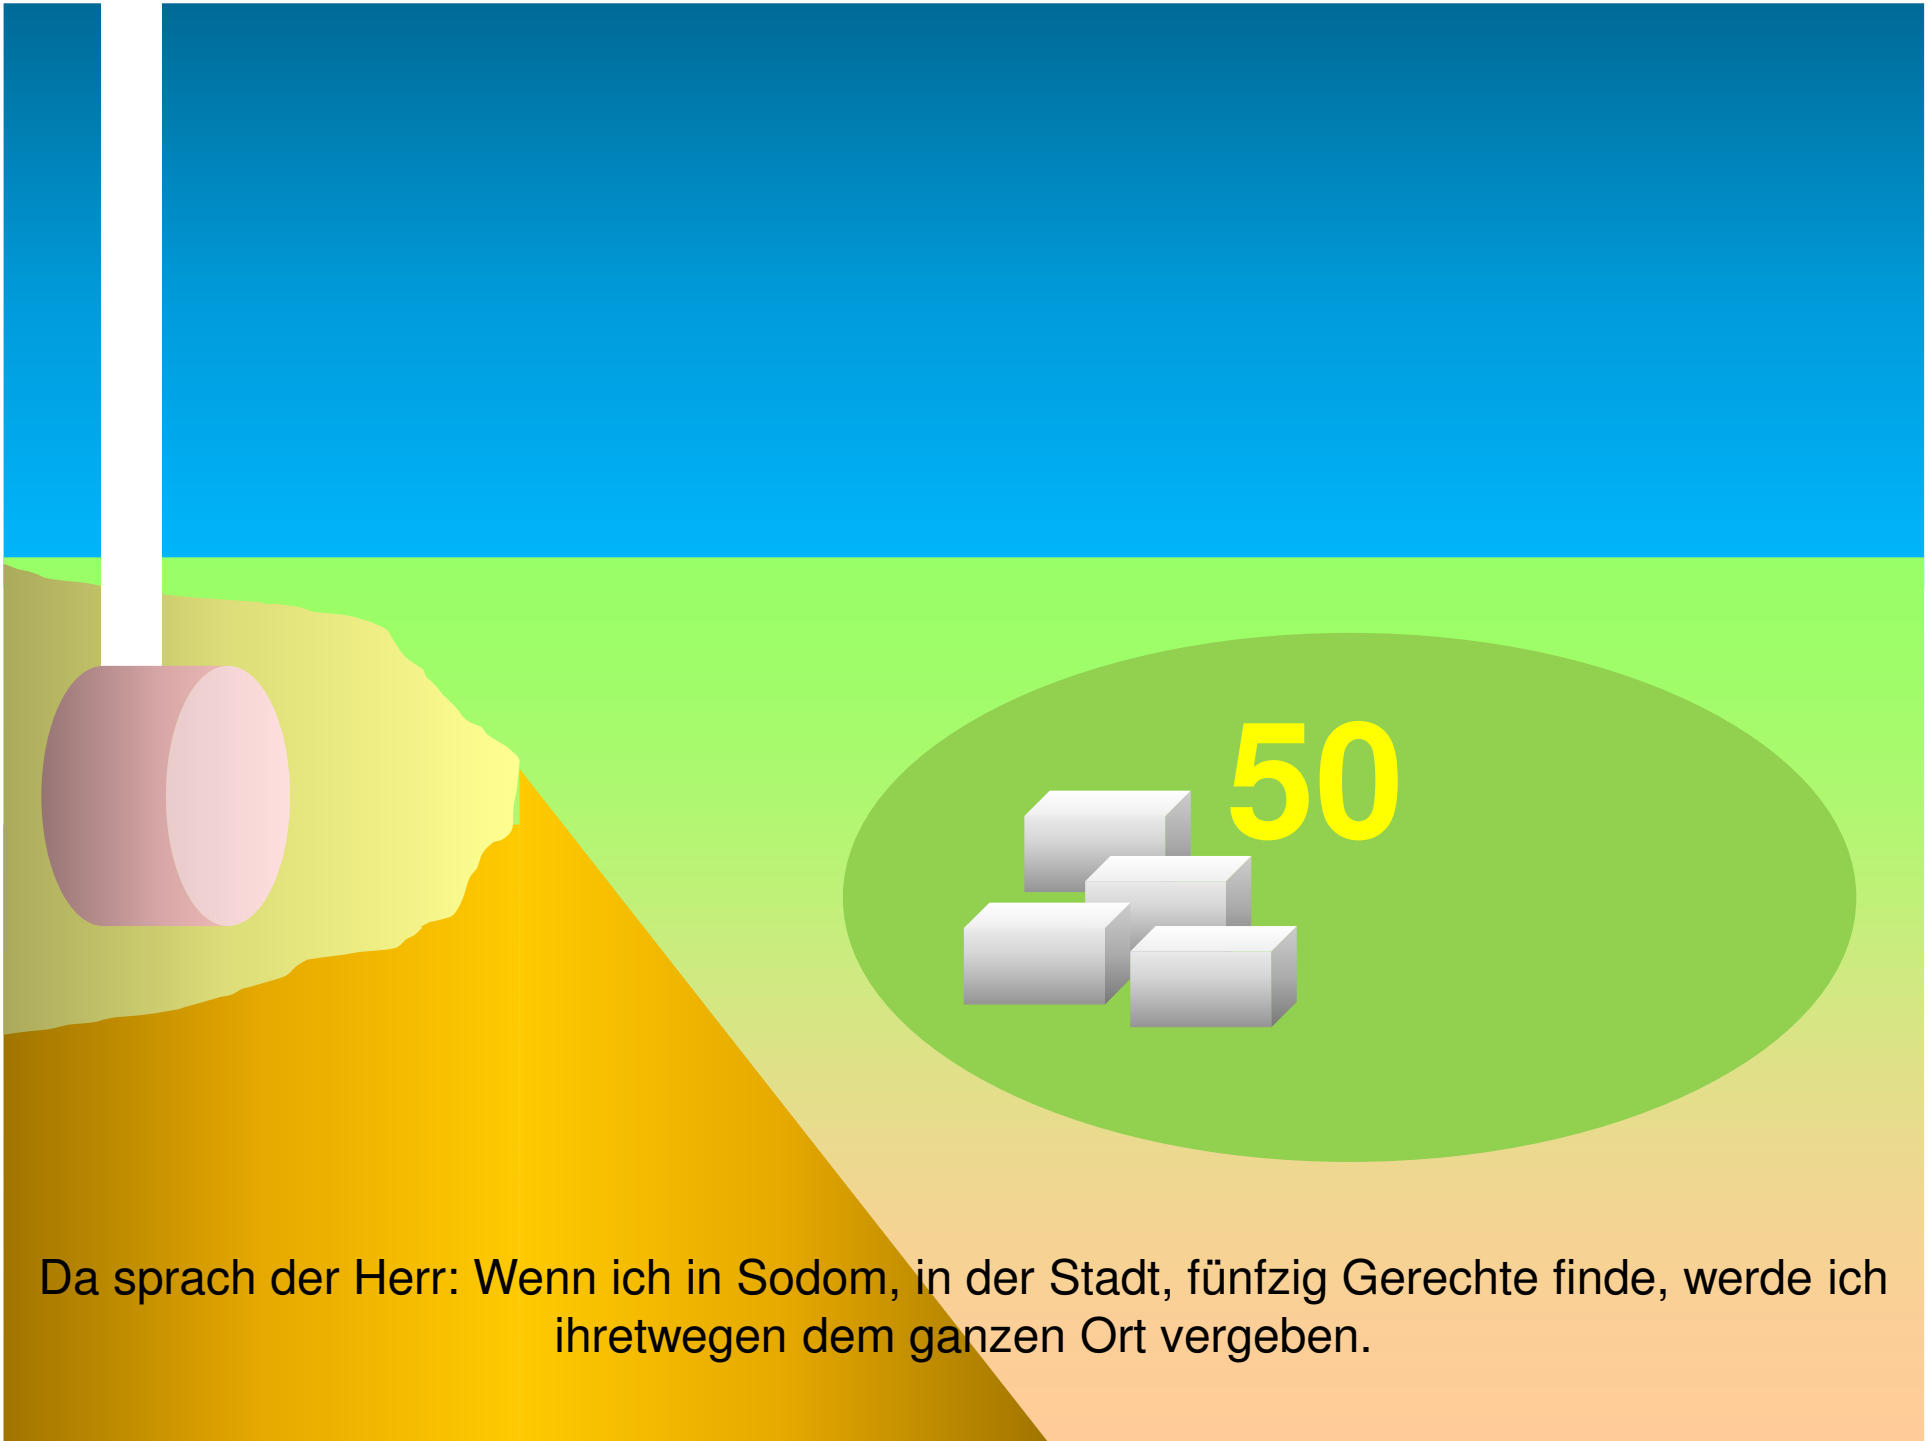 50
Da sprach der Herr: Wenn ich in Sodom, in der Stadt, fünfzig Gerechte finde, werde ich
ihretwegen dem ganzen Ort vergeben.